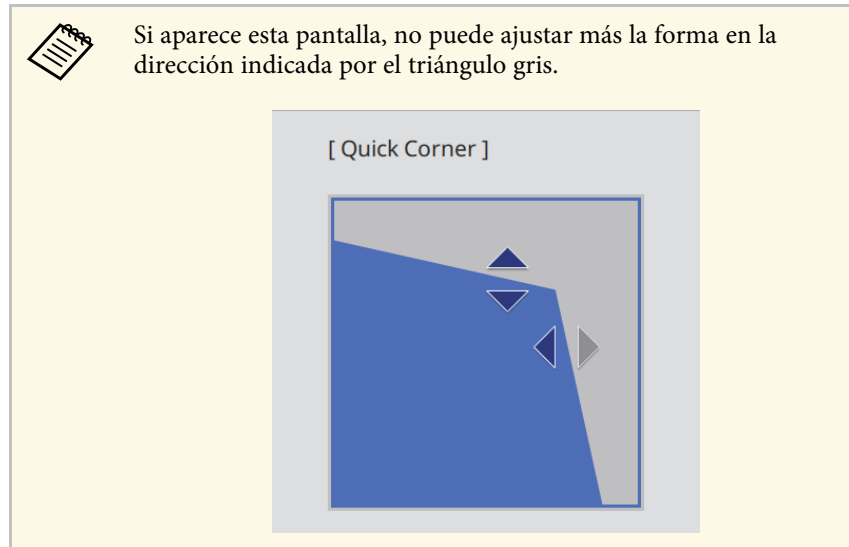 Si aparece esta pantalla, no puede ajustar más la forma en la
dirección indicada por el triángulo gris.
[ Quick Corner ]